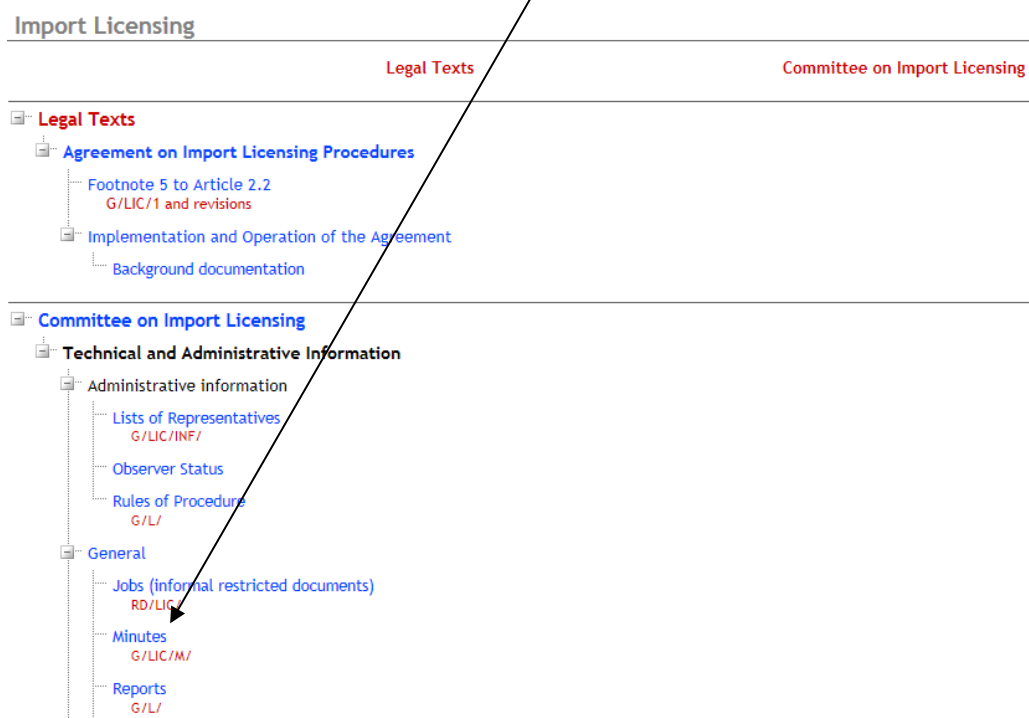 Import Licensing
Legal Texts Committee on Import Licensing
Legal Texts
Agreement on Import Licensing Procedures
Footnote 5 to Article 2.2
G/LIC/1 and revisions
Implementation and Operation of the Agreement
Background documentation
Committee on Import Licensing
Technical and Administrative Information
Administrative information
Lists of Representatives
G/LIC/INF/
Observer Status
Rules of Procedure
G/L/
General
Jobs (informal restricted documents)
RD/LIC/
Minutes
G/LIC/M/
Reports
G/L/